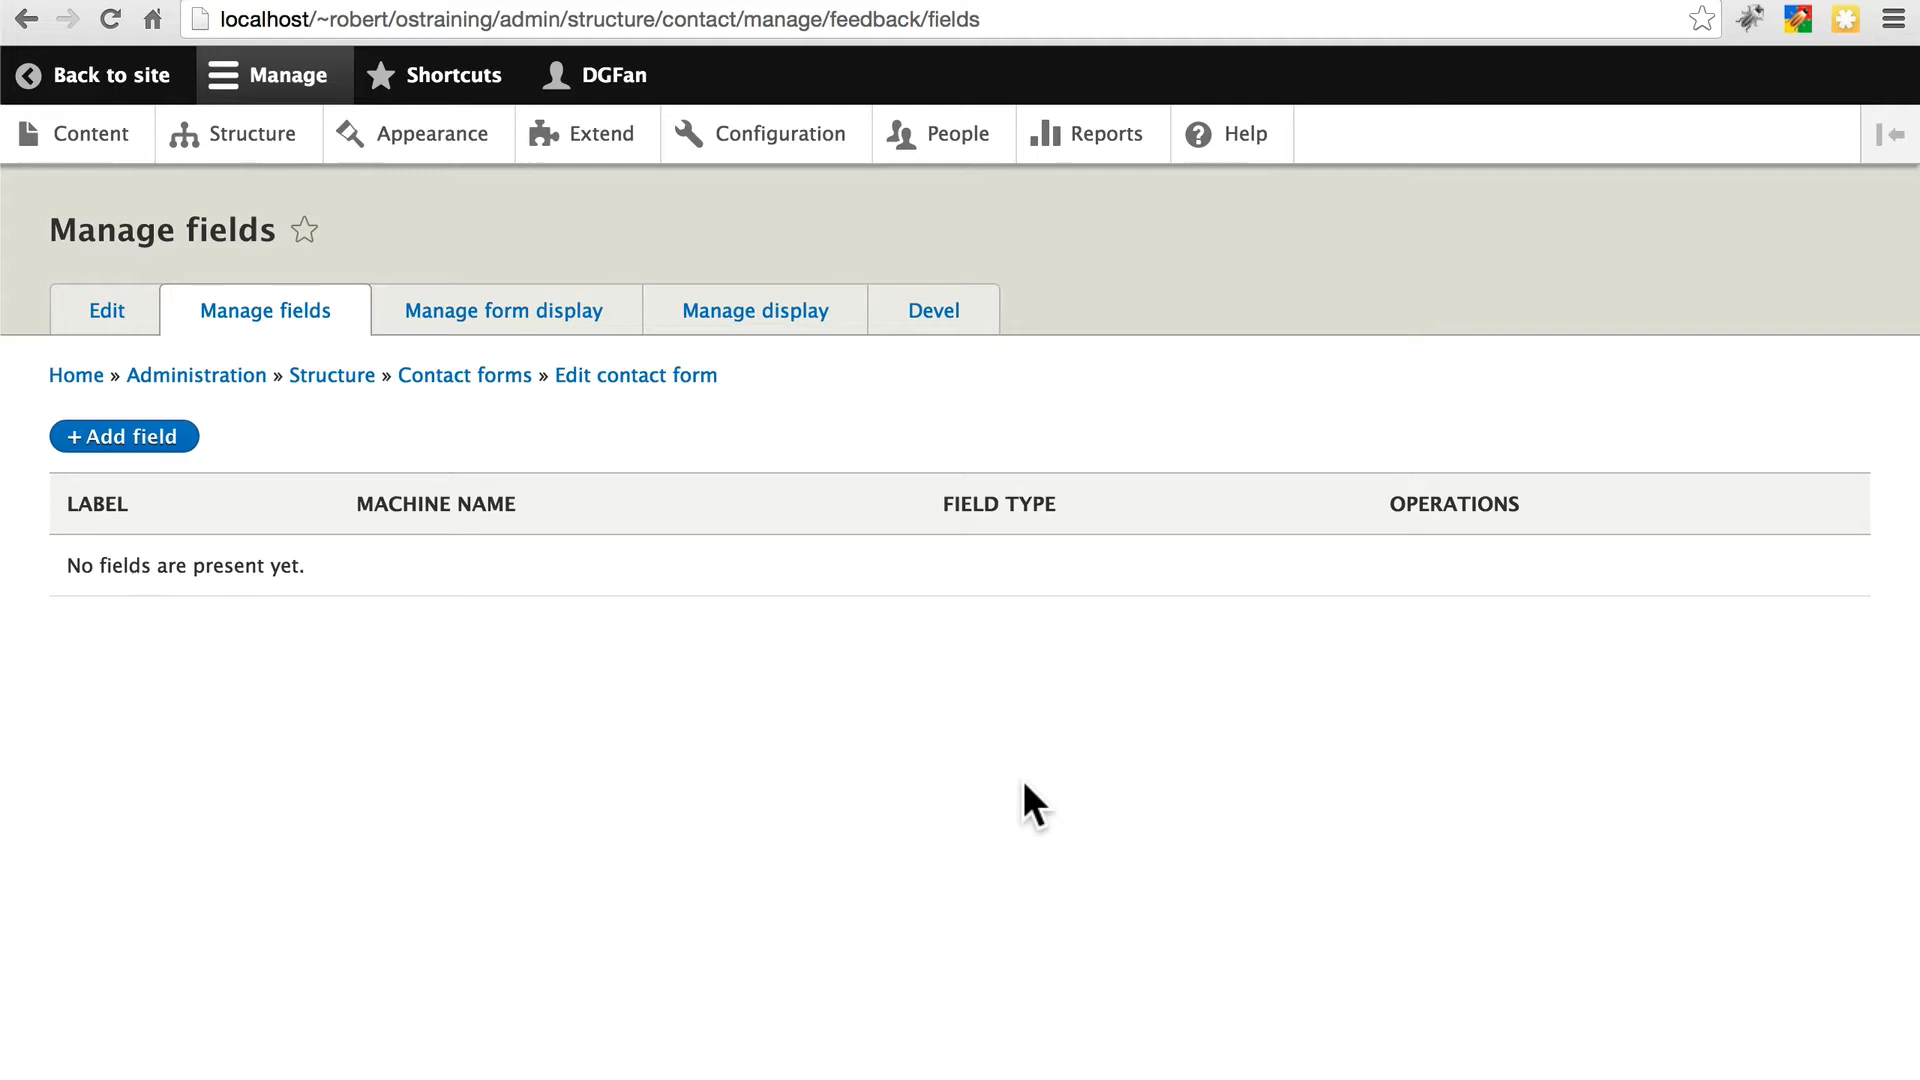 localhost/~robert/ostraining/admin/structure/contact/manage/feedback/fields
Back to site Manage Shortcuts DGFan
Content Structure Appearance Extend Configuration People Reports Help
Manage fields
Edit Manage fields Manage form display Manage display Devel
Home » Administration » Structure » Contact forms » Edit contact form
+ Add field
LABEL MACHINE NAME FIELD TYPE OPERATIONS
No fields are present yet.